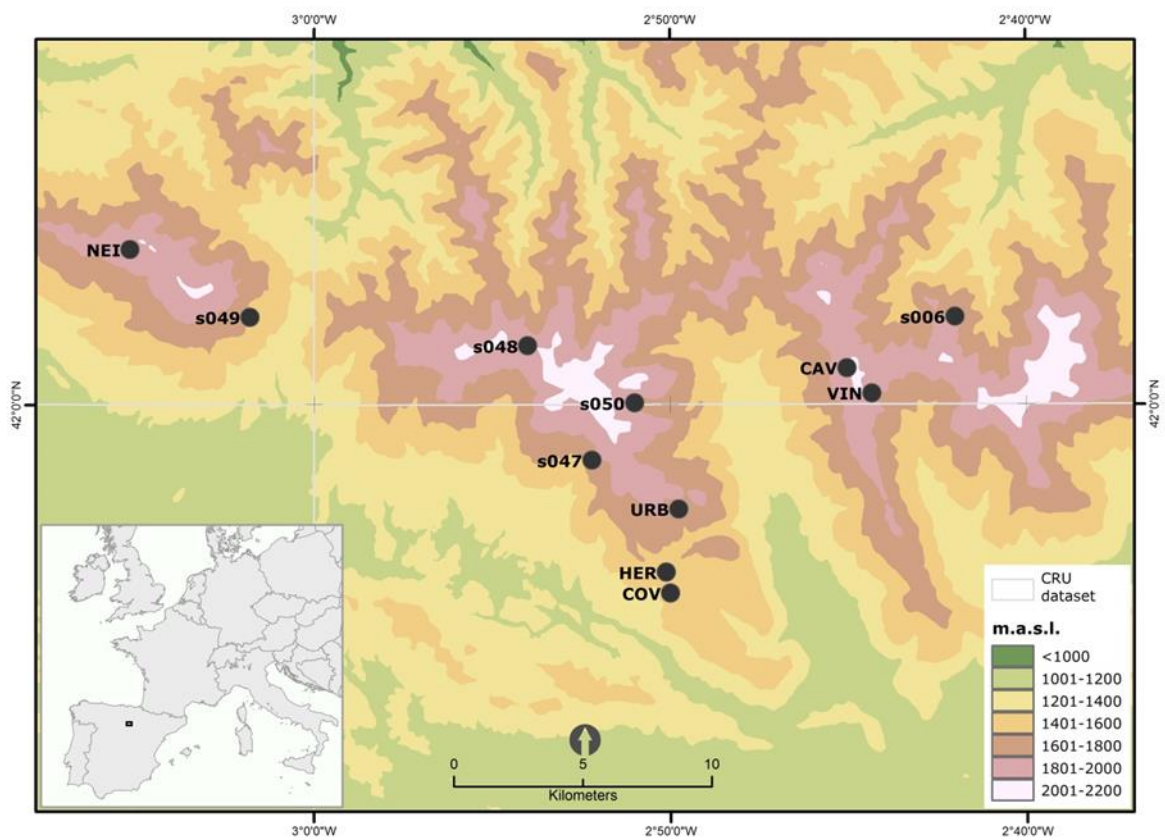 3°0'0"W 2°50'0"W 2°40'0"W
NEI
s049
s006
s048
CAV
VIN
42°0'0"N
s050
42°0'0"N
s047
URB
HER
COV
CRU
dataset
m.a.s.l.
<1000
1001-1200
1201-1400
1401-1600
1601-1800
1801-2000
2001-2200
0 5 10
Kilometers
3°0'0"W 2°50'0"W 2°40'0"W